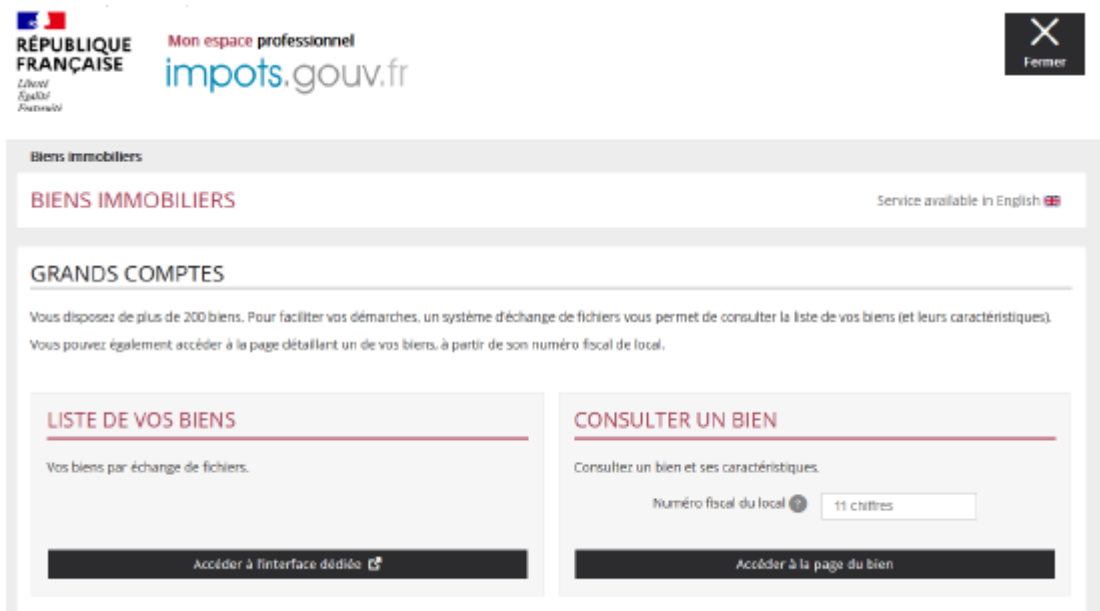 RÉPUBLIQUE
FRANÇAISE
Liberté
Égalité
Fraternité
Mon espace professionnel
impots.gouv.fr
Fermer
Biens immobiliers
BIENS IMMOBILIERS
Service available in English
GRANDS COMPTES
Vous disposez de plus de 200 biens. Pour faciliter vos démarches, un système d'échange de fichiers vous permet de consulter la liste de vos biens (et leurs caractéristiques).
Vous pouvez également accéder à la page détaillant un de vos biens, à partir de son numéro fiscal de local.
LISTE DE VOS BIENS
Vos biens par échange de fichiers.
Accéder à l'interface dédiée
CONSULTER UN BIEN
Consultez un bien et ses caractéristiques.
Numéro fiscal du local ? 11 chiffres
Accéder à la page du bien